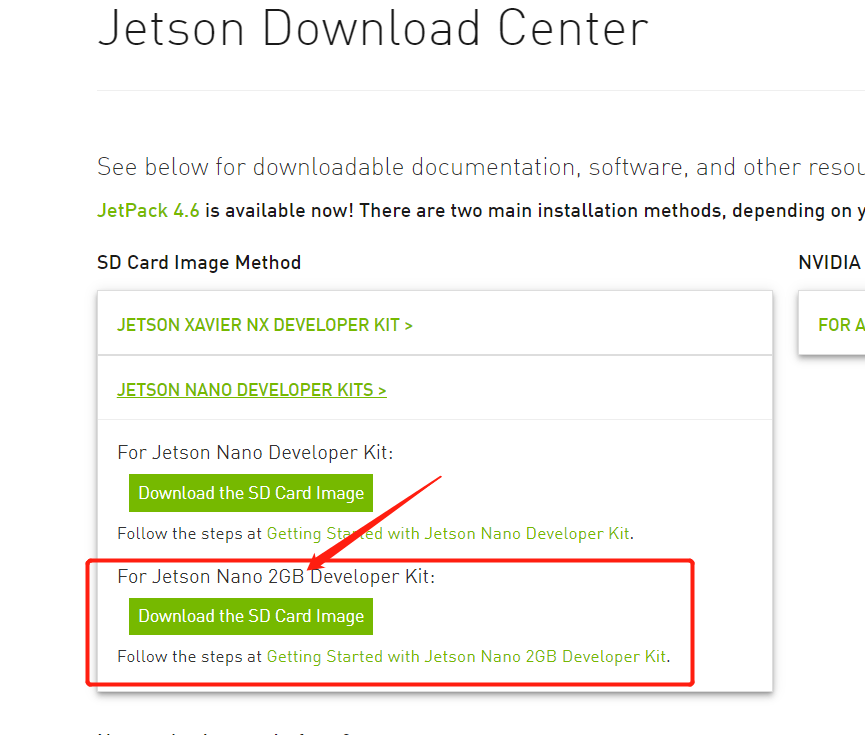 Jetson Download Center
See below for downloadable documentation, software, and other
JetPack 4.6 is available now! There are two main installation methods, depending on
SD Card Image Method
NVIDIA
JETSON XAVIER NX DEVELOPER KIT >
FOR
JETSON NANO DEVELOPER KITS >
For Jetson Nano Developer Kit:
Download the SD Card Image
Follow the steps at Getting Started with Jetson Nano Developer Kit.
For Jetson Nano 2GB Developer Kit:
Download the SD Card Image
Follow the steps at Getting Started with Jetson Nano 2GB Developer Kit.